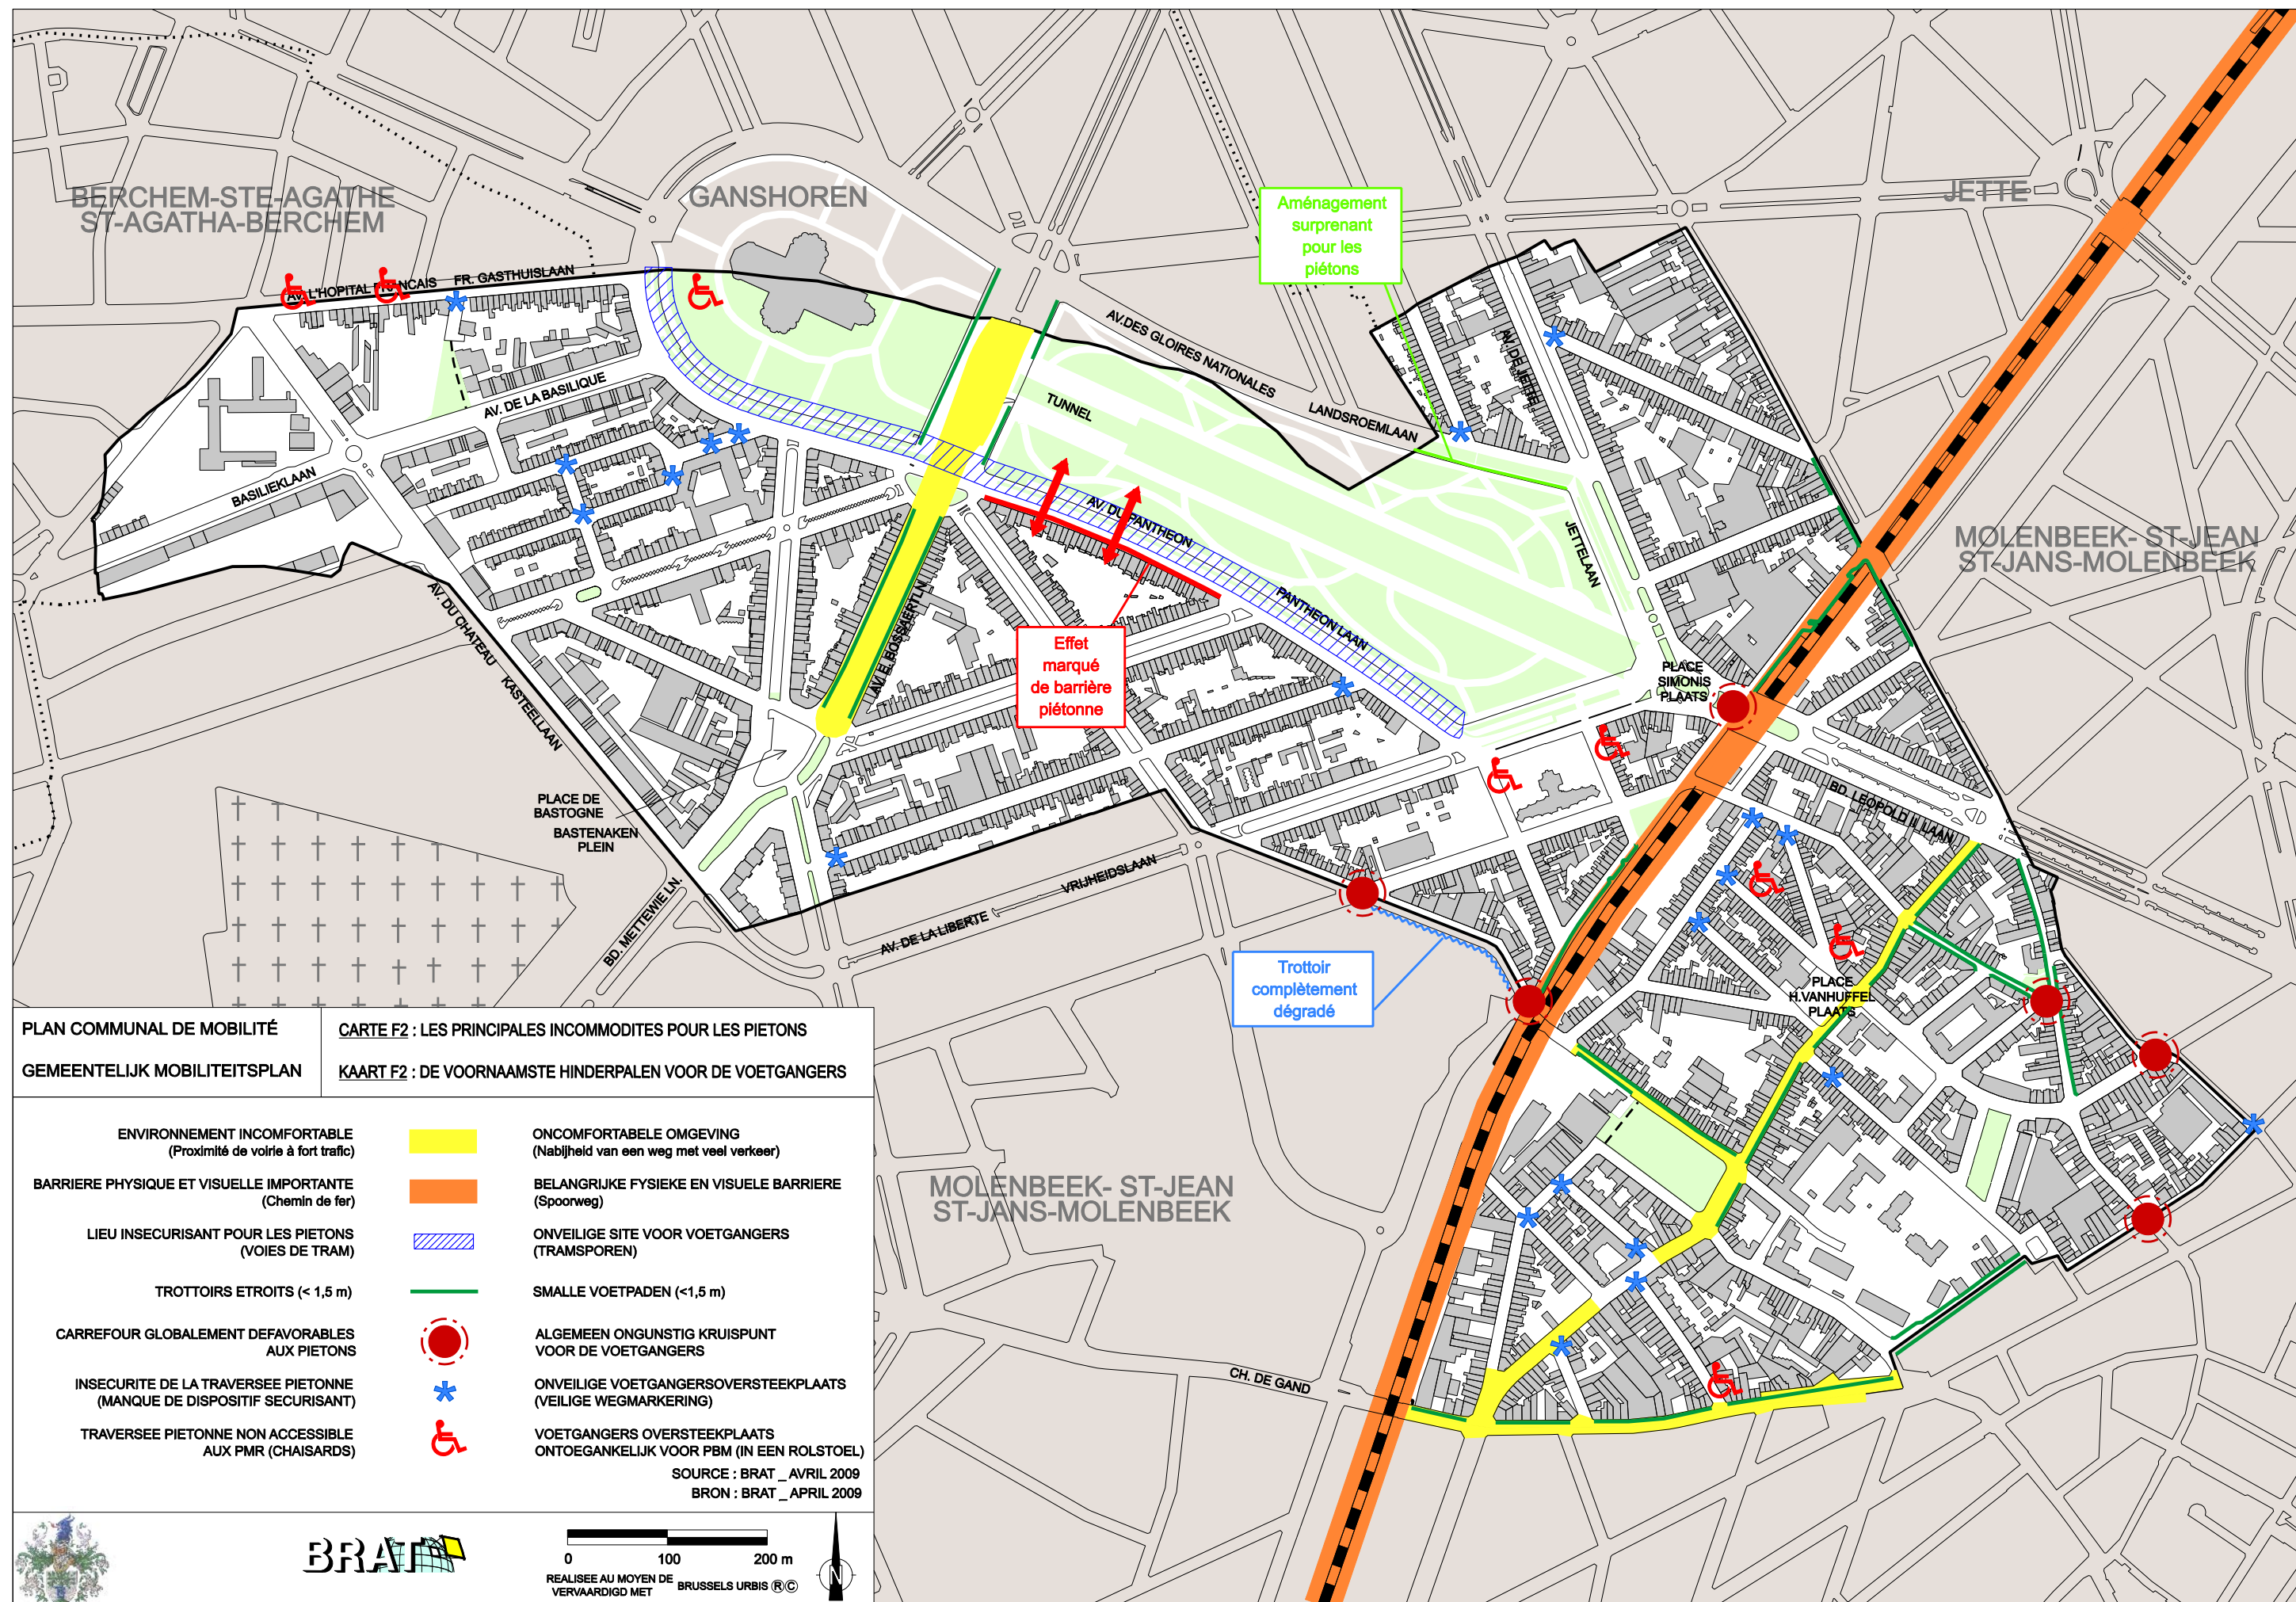 BERCHEM-STE-AGATHE
ST-AGATHA-BERCHEM
GANSHOREN
JETTE
Aménagement
surprenant
pour les
piétons
FR. GASTHUISLAAN
AV.DES GLOIRES NATIONALES
LANDSROEMLAAN
AV. DE JETTE
TUNNEL
AV. DE LA BASILIQUE
BASILIEKLAAN
AV. DU PANTHEON
JETTELAAN
MOLENBEEK- ST-JEAN
ST-JANS-MOLENBEEK
AV. DU CHATEAU
KASTEELLAAN
AV. E. BOSSAERTLN
PANTHEON LAAN
Effet
marqué
de barrière
piétonne
PLACE
SIMONIS
PLAATS
PLACE DE
BASTOGNE
BASTENAKEN
PLEIN
BD. LEOPOLD II LAAN
BD. METTEWIE LN.
AV. DE LA LIBERTE
VRIJHEIDSLAAN
Trottoir
complètement
dégradé
PLACE
H.VANHUFFEL
PLAATS
MOLENBEEK- ST-JEAN
ST-JANS-MOLENBEEK
CH. DE GAND
PLAN COMMUNAL DE MOBILITÉ
GEMEENTELIJK MOBILITEITSPLAN
CARTE F2 : LES PRINCIPALES INCOMMODITES POUR LES PIETONS
KAART F2 : DE VOORNAAMSTE HINDERPALEN VOOR DE VOETGANGERS
ENVIRONNEMENT INCOMFORTABLE
(Proximité de voirie à fort trafic)
ONCOMFORTABELE OMGEVING
(Nabijheid van een weg met veel verkeer)
BARRIERE PHYSIQUE ET VISUELLE IMPORTANTE
(Chemin de fer)
BELANGRIJKE FYSIEKE EN VISUELE BARRIERE
(Spoorweg)
LIEU INSECURISANT POUR LES PIETONS
(VOIES DE TRAM)
ONVEILIGE SITE VOOR VOETGANGERS
(TRAMSPOREN)
TROTTOIRS ETROITS (< 1,5 m)
SMALLE VOETPADEN (<1,5 m)
CARREFOUR GLOBALEMENT DEFAVORABLES
AUX PIETONS
ALGEMEEN ONGUNSTIG KRUISPUNT
VOOR DE VOETGANGERS
INSECURITE DE LA TRAVERSEE PIETONNE
(MANQUE DE DISPOSITIF SECURISANT)
ONVEILIGE VOETGANGERSOVERSTEEKPLAATS
(VEILIGE WEGMARKERING)
TRAVERSEE PIETONNE NON ACCESSIBLE
AUX PMR (CHAISARDS)
VOETGANGERS OVERSTEEKPLAATS
ONTOEGANKELIJK VOOR PBM (IN EEN ROLSTOEL)
SOURCE : BRAT _ AVRIL 2009
BRON : BRAT _ APRIL 2009
BRAT
0 100 200 m
REALISEE AU MOYEN DE
VERVAARDIGD MET
BRUSSELS URBIS ® ©
N